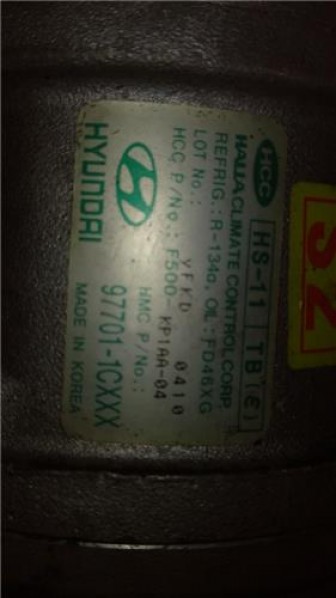 HCC HS-11 TB(E)
HALLA CLIMATE CONTROL CORP.
REFRIG.: R-134a, OIL: FD46XG
LOT No.: YFKD 0410
HCC P/No.: F500-KP1AA-04
HYUNDAI HMC P/No.:
97701-1CXXX
MADE IN KOREA
S2